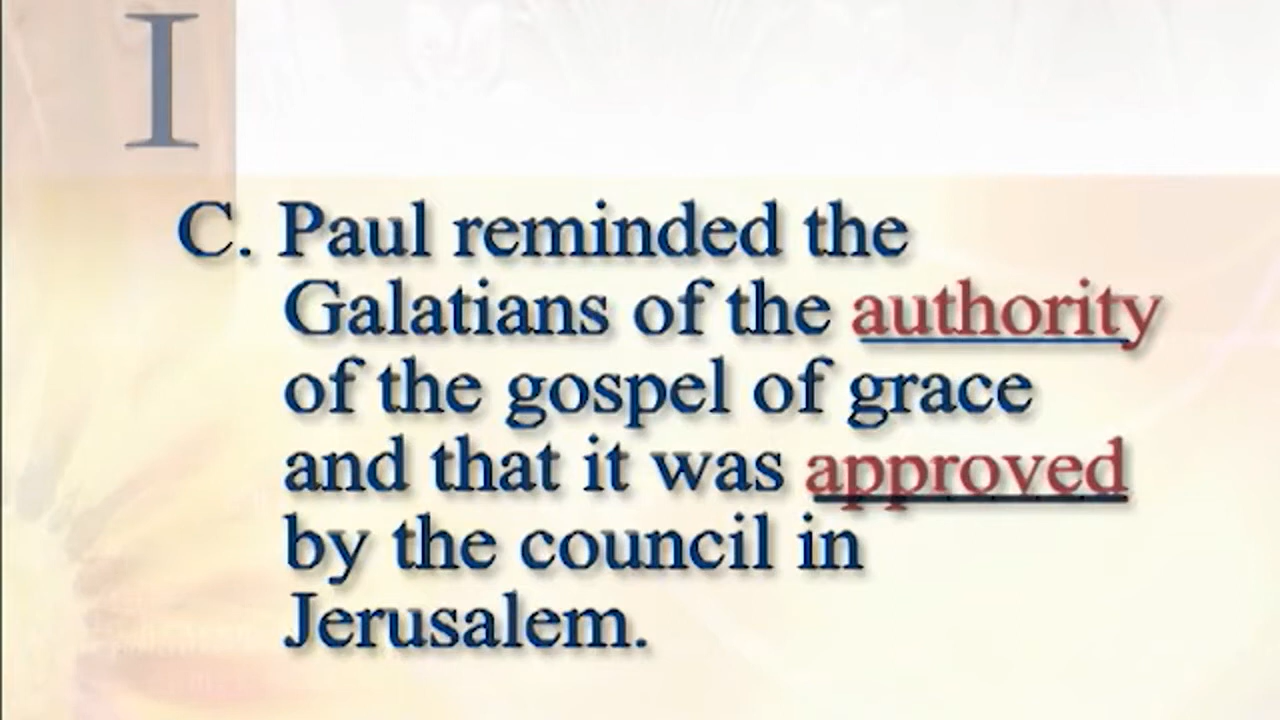 I
C. Paul reminded the
Galatians of the authority
of the gospel of grace
and that it was approved
by the council in
Jerusalem.